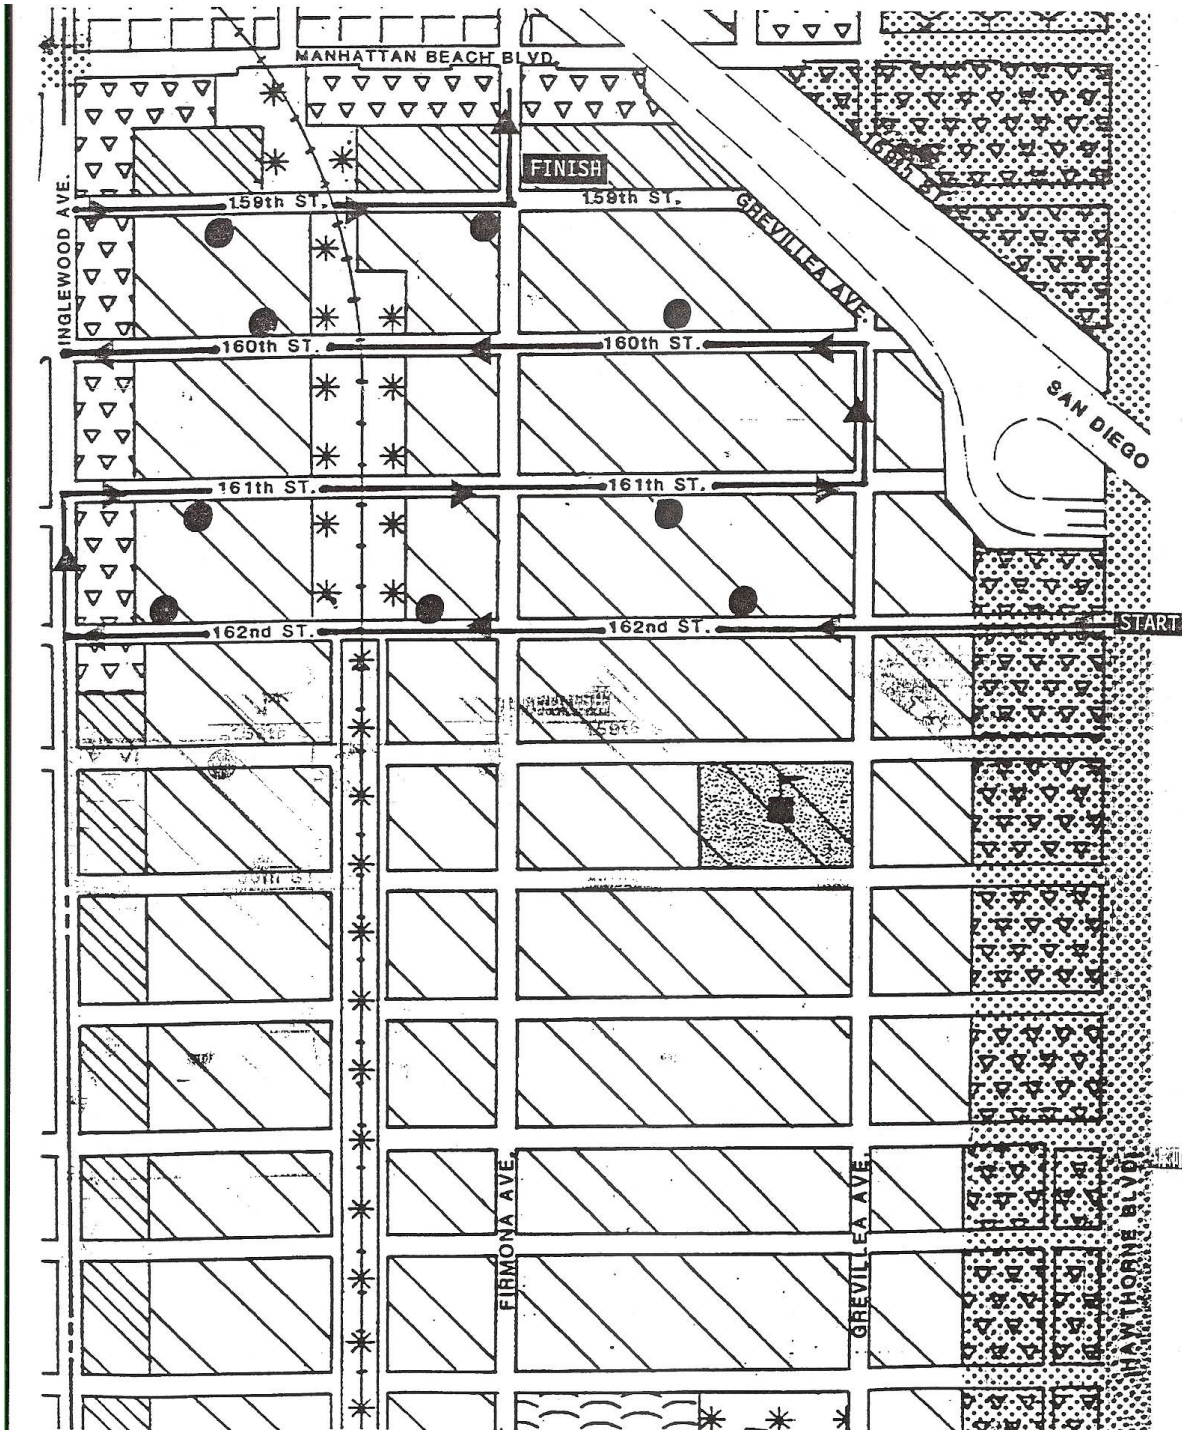 MANHATTAN BEACH BLVD.
FINISH
159th ST.
159th ST.
INGLEWOOD AVE.
GREVILLEA AVE.
160th ST.
160th ST.
SAN DIEGO
161th ST.
161th ST.
START
162nd ST.
162nd ST.
FIRMONA AVE.
GREVILLEA AVE.
HAWTHORNE BLVD.